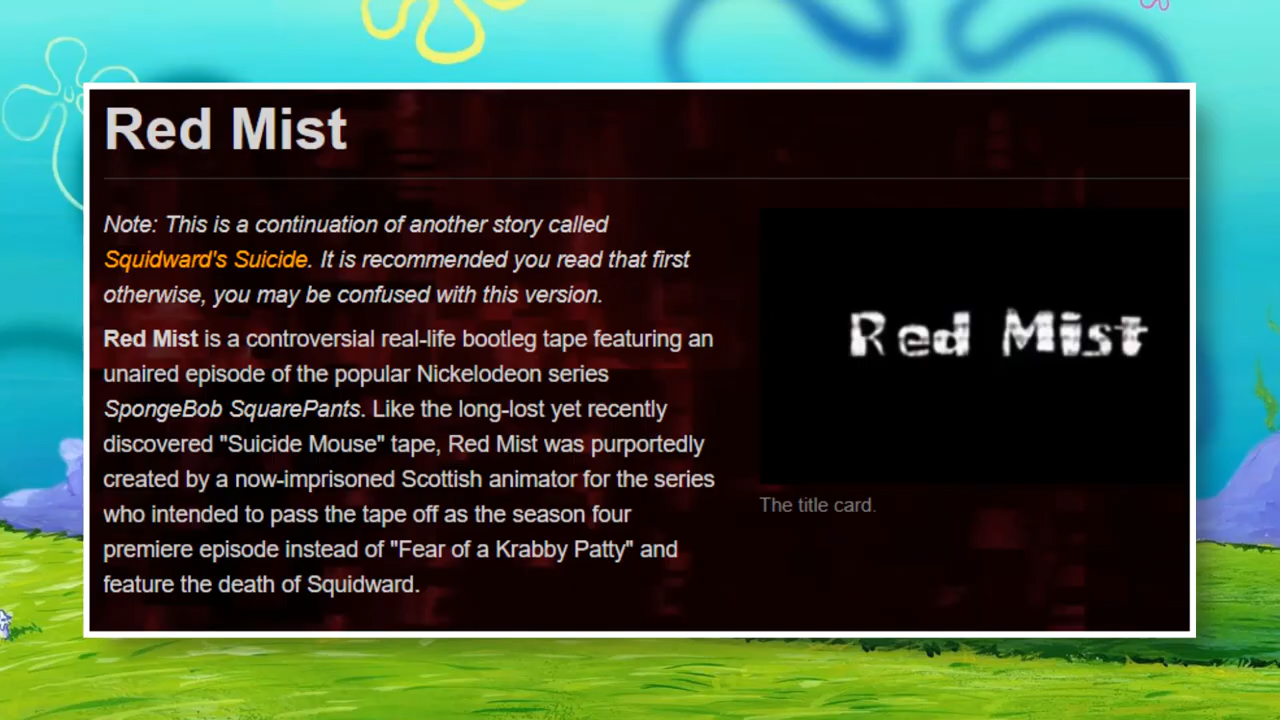 Red Mist
Note: This is a continuation of another story called
Squidward's Suicide. It is recommended you read that first
otherwise, you may be confused with this version.
Red Mist is a controversial real-life bootleg tape featuring an
unaired episode of the popular Nickelodeon series
SpongeBob SquarePants. Like the long-lost yet recently
discovered "Suicide Mouse" tape, Red Mist was purportedly
created by a now-imprisoned Scottish animator for the series
who intended to pass the tape off as the season four
premiere episode instead of "Fear of a Krabby Patty" and
feature the death of Squidward.
Red Mist
The title card.